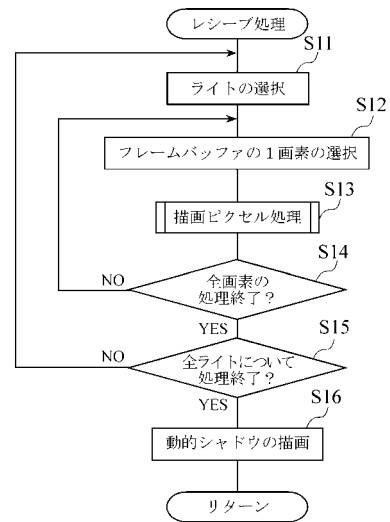 レシーブ処理
S11
ライトの選択
S12
フレームバッファの1画素の選択
S13
描画ピクセル処理
S14
全画素の
処理終了?
NO
YES
S15
全ライトについて
処理終了?
NO
YES
S16
動的シャドウの描画
リターン